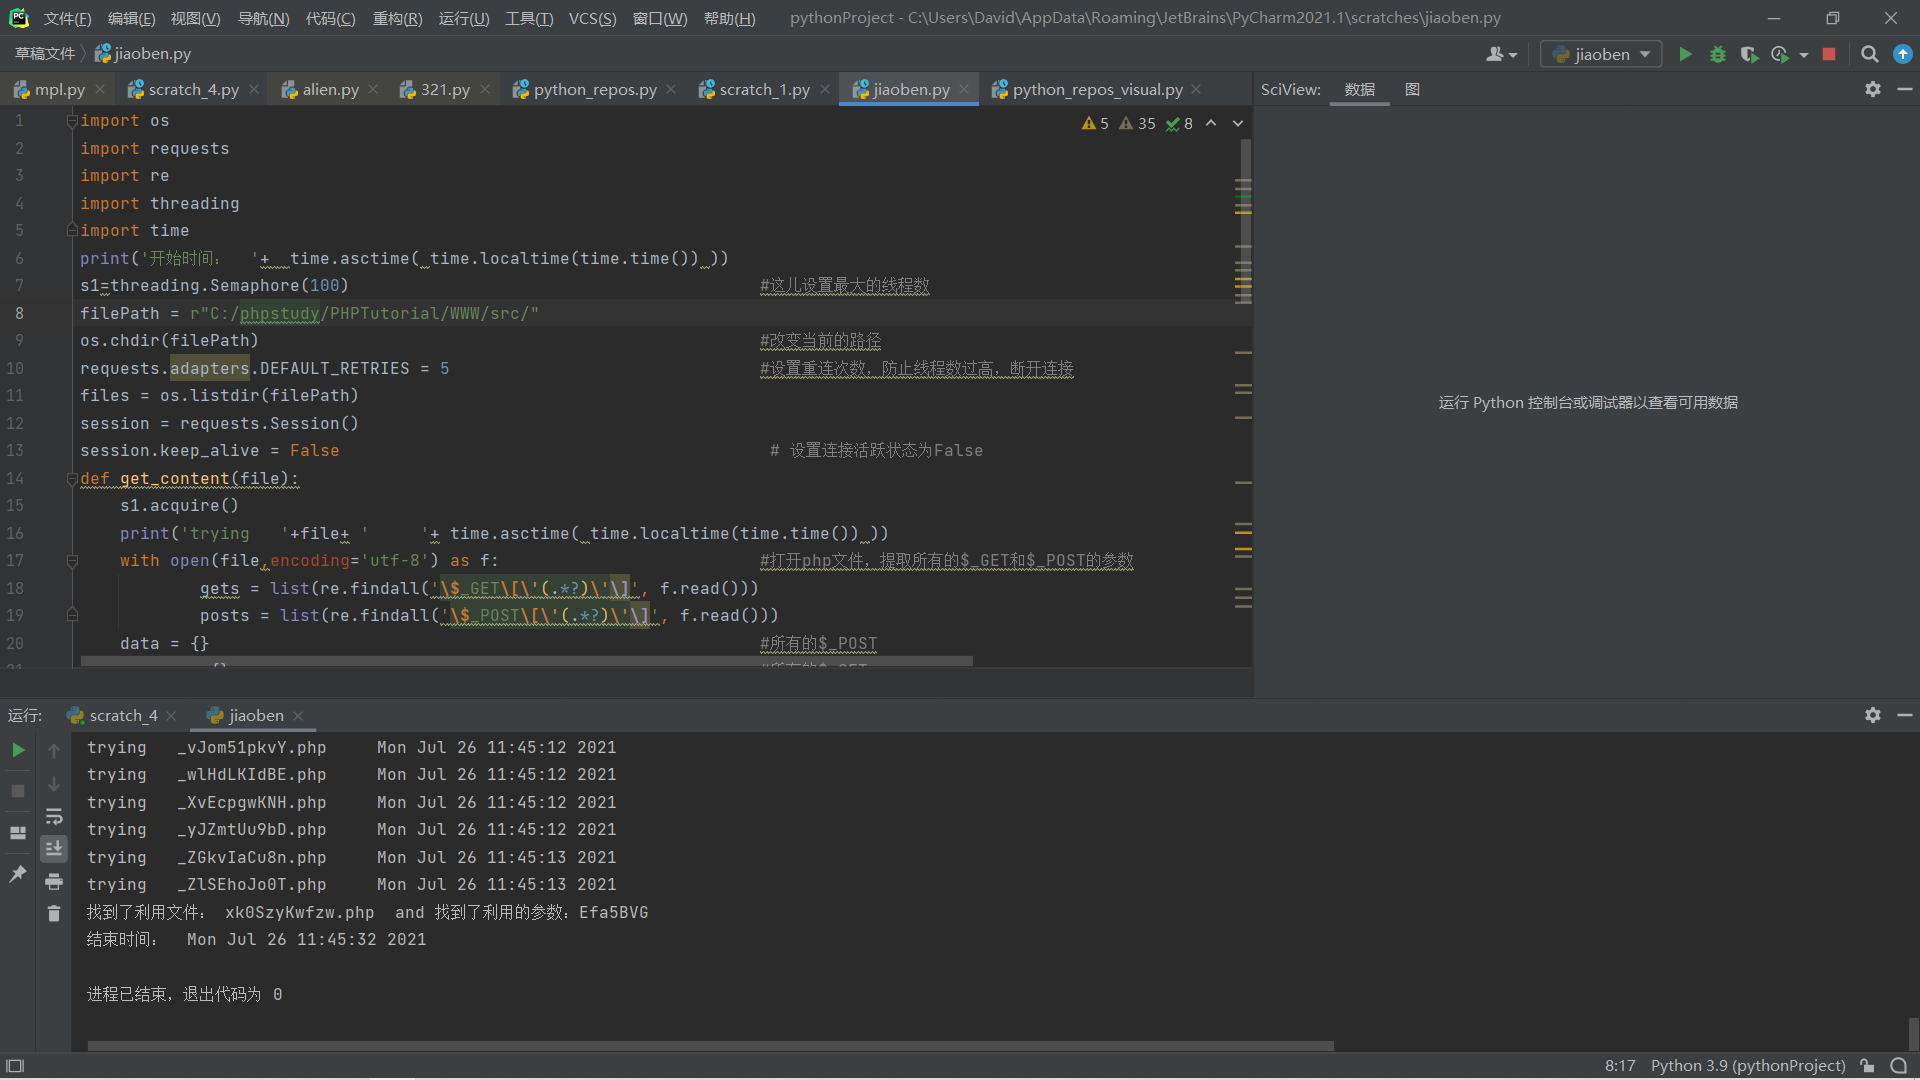 文件(F) 编辑(E) 视图(V) 导航(N) 代码(C) 重构(R) 运行(U) 工具(T) VCS(S) 窗口(W) 帮助(H) pythonProject - C:\Users\David\AppData\Roaming\JetBrains\PyCharm2021.1\scratches\jiaoben.py
草稿文件 jiaoben.py jiaoben
mpl.py scratch_4.py alien.py 321.py python_repos.py scratch_1.py jiaoben.py python_repos_visual.py SciView: 数据 图
5 35 8
1 import os
2 import requests
3 import re
4 import threading
5 import time
6 print('开始时间：  '+  time.asctime( time.localtime(time.time()) ))
7 s1=threading.Semaphore(100) #这儿设置最大的线程数
8 filePath = r"C:/phpstudy/PHPTutorial/WWW/src/"
9 os.chdir(filePath) #改变当前的路径
10 requests.adapters.DEFAULT_RETRIES = 5 #设置重连次数，防止线程数过高，断开连接
11 files = os.listdir(filePath)
12 session = requests.Session()
13 session.keep_alive = False # 设置连接活跃状态为False
14 def get_content(file):
15 s1.acquire()
16 print('trying   '+file+ '     '+ time.asctime( time.localtime(time.time()) ))
17 with open(file,encoding='utf-8') as f: #打开php文件，提取所有的$_GET和$_POST的参数
18 gets = list(re.findall('\$_GET\[\'(.*?)\'\]', f.read()))
19 posts = list(re.findall('\$_POST\[\'(.*?)\'\]', f.read()))
20 data = {} #所有的$_POST
运行 Python 控制台或调试器以查看可用数据
运行: scratch_4 jiaoben
trying   _vJom51pkvY.php     Mon Jul 26 11:45:12 2021
trying   _wlHdLKIdBE.php     Mon Jul 26 11:45:12 2021
trying   _XvEcpgwKNH.php     Mon Jul 26 11:45:12 2021
trying   _yJZmtUu9bD.php     Mon Jul 26 11:45:12 2021
trying   _ZGkvIaCu8n.php     Mon Jul 26 11:45:13 2021
trying   _ZlSEhoJo0T.php     Mon Jul 26 11:45:13 2021
找到了利用文件： xk0SzyKwfzw.php  and 找到了利用的参数：Efa5BVG
结束时间：  Mon Jul 26 11:45:32 2021
进程已结束，退出代码为 0
8:17 Python 3.9 (pythonProject)